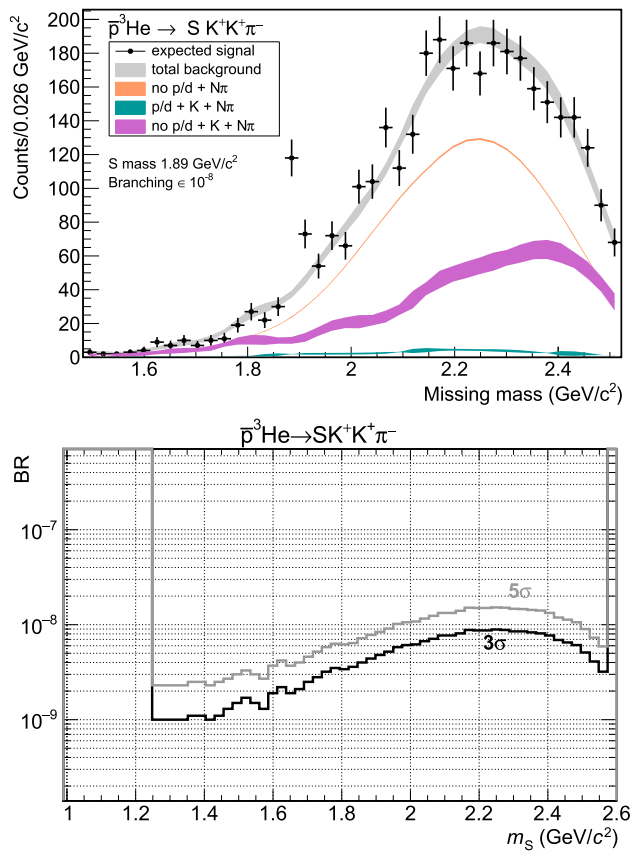 p̅³He → S K⁺K⁺π⁻
expected signal
total background
no p/d + Nπ
p/d + K + Nπ
no p/d + K + Nπ
S mass 1.89 GeV/c²
Branching ∈ 10⁻⁸
Counts/0.026 GeV/c²
200
180
160
140
120
100
80
60
40
20
0
1.6 1.8 2 2.2 2.4
Missing mass (GeV/c²)
p̅³He→SK⁺K⁺π⁻
BR
10⁻⁷
10⁻⁸
10⁻⁹
5σ
3σ
1 1.2 1.4 1.6 1.8 2 2.2 2.4 2.6
m_S (GeV/c²)